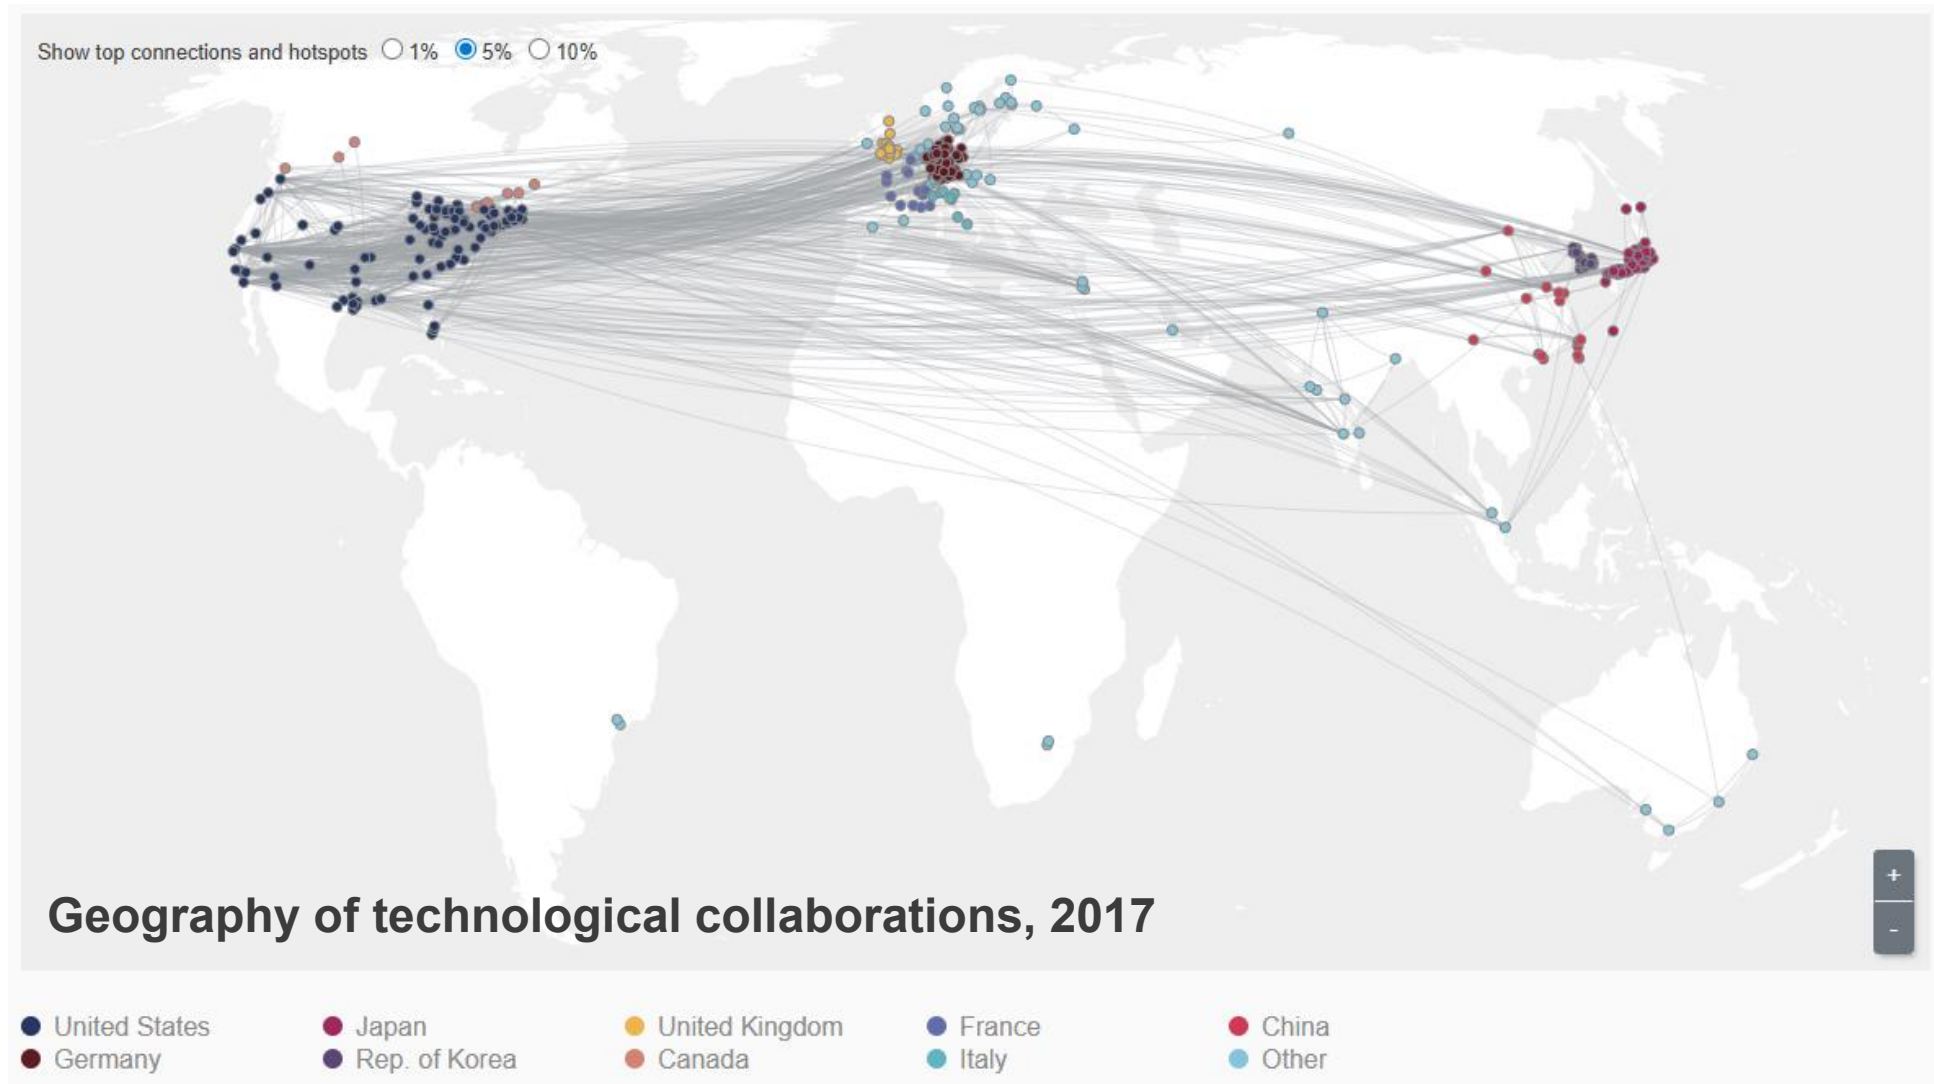 Show top connections and hotspots 1% 5% 10%
Geography of technological collaborations, 2017
+
-
United States Japan United Kingdom France China
Germany Rep. of Korea Canada Italy Other